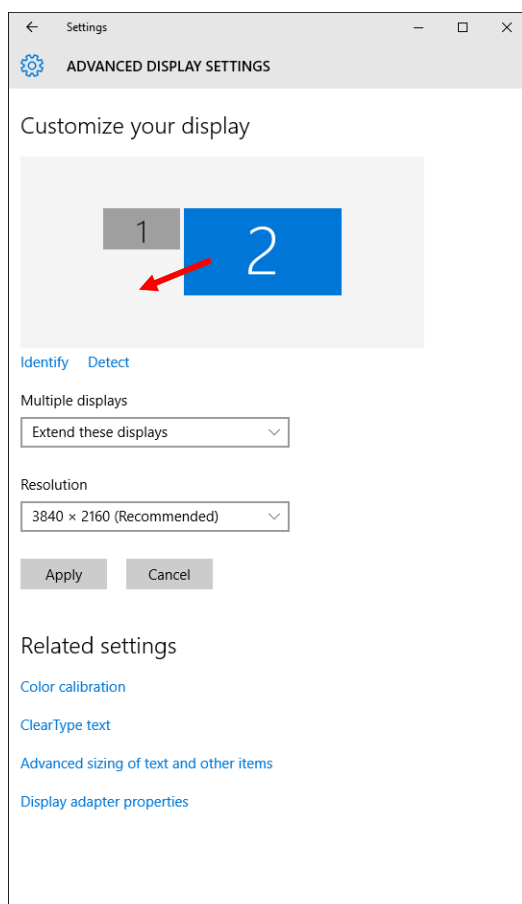 Settings
ADVANCED DISPLAY SETTINGS
Customize your display
1
2
Identify Detect
Multiple displays
Extend these displays
Resolution
3840 × 2160 (Recommended)
Apply Cancel
Related settings
Color calibration
ClearType text
Advanced sizing of text and other items
Display adapter properties